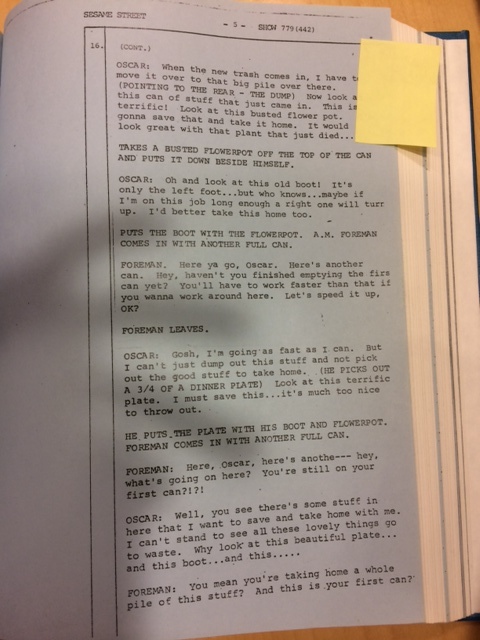 SESAME STREET
- 5 - SHOW 779(442)
16. (CONT.)
OSCAR: When the new trash comes in, I have to
move it over to that big pile over there.
(POINTING TO THE REAR - THE DUMP) Now look a
this can of stuff that just came in. This is
terrific! Look at this busted flower pot.
gonna save that and take it home. It would
look great with that plant that just died...
TAKES A BUSTED FLOWERPOT OFF THE TOP OF THE CAN
AND PUTS IT DOWN BESIDE HIMSELF.
OSCAR: Oh and look at this old boot! It's
only the left foot...but who knows...maybe if
I'm on this job long enough a right one will turr
up. I'd better take this home too.
PUTS THE BOOT WITH THE FLOWERPOT. A.M. FOREMAN
COMES IN WITH ANOTHER FULL CAN.
FOREMAN. Here ya go, Oscar. Here's another
can. Hey, haven't you finished emptying the firs
can yet? You'll have to work faster than that if
you wanna work around here. Let's speed it up,
OK?
FOREMAN LEAVES.
OSCAR: Gosh, I'm going as fast as I can. But
I can't just dump out this stuff and not pick
out the good stuff to take home. (HE PICKS OUT
A 3/4 OF A DINNER PLATE) Look at this terrific
plate. I must save this...it's much too nice
to throw out.
HE PUTS THE PLATE WITH HIS BOOT AND FLOWERPOT.
FOREMAN COMES IN WITH ANOTHER FULL CAN.
FOREMAN: Here, Oscar, here's anothe--- hey,
what's going on here? You're still on your
first can?!?!
OSCAR: Well, you see there's some stuff in
here that I want to save and take home with me.
I can't stand to see all these lovely things go
to waste. Why look at this beautiful plate...
and this boot...and this.....
FOREMAN: You mean you're taking home a whole
pile of this stuff? And this is your first can?